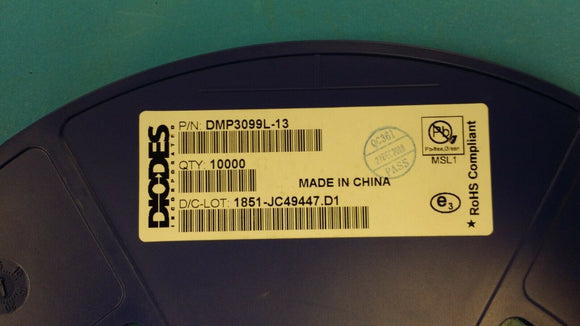 DIODES
INCORPORATED
P/N: DMP3099L-13
QTY: 10000
MADE IN CHINA
D/C-LOT: 1851-JC49447.D1
QC361
PASS
Pb
Pb-free,Green
MSL1
e3
★ RoHS Compliant